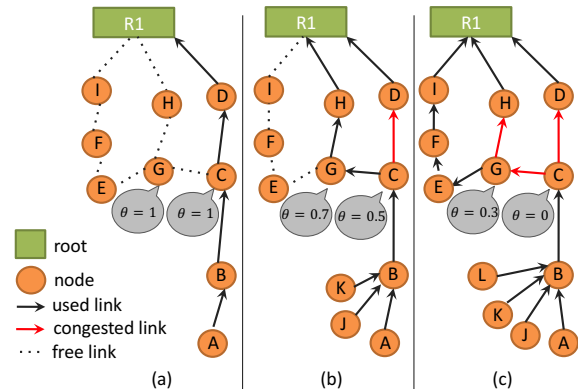 R1
I
H
D
F
E
G
C
θ = 1
θ = 1
B
A
root
node
used link
congested link
free link
(a)
R1
I
H
D
F
E
G
C
θ = 0.7
θ = 0.5
K
B
J
A
(b)
R1
I
H
D
F
E
G
C
θ = 0.3
θ = 0
L
B
K
J
A
(c)